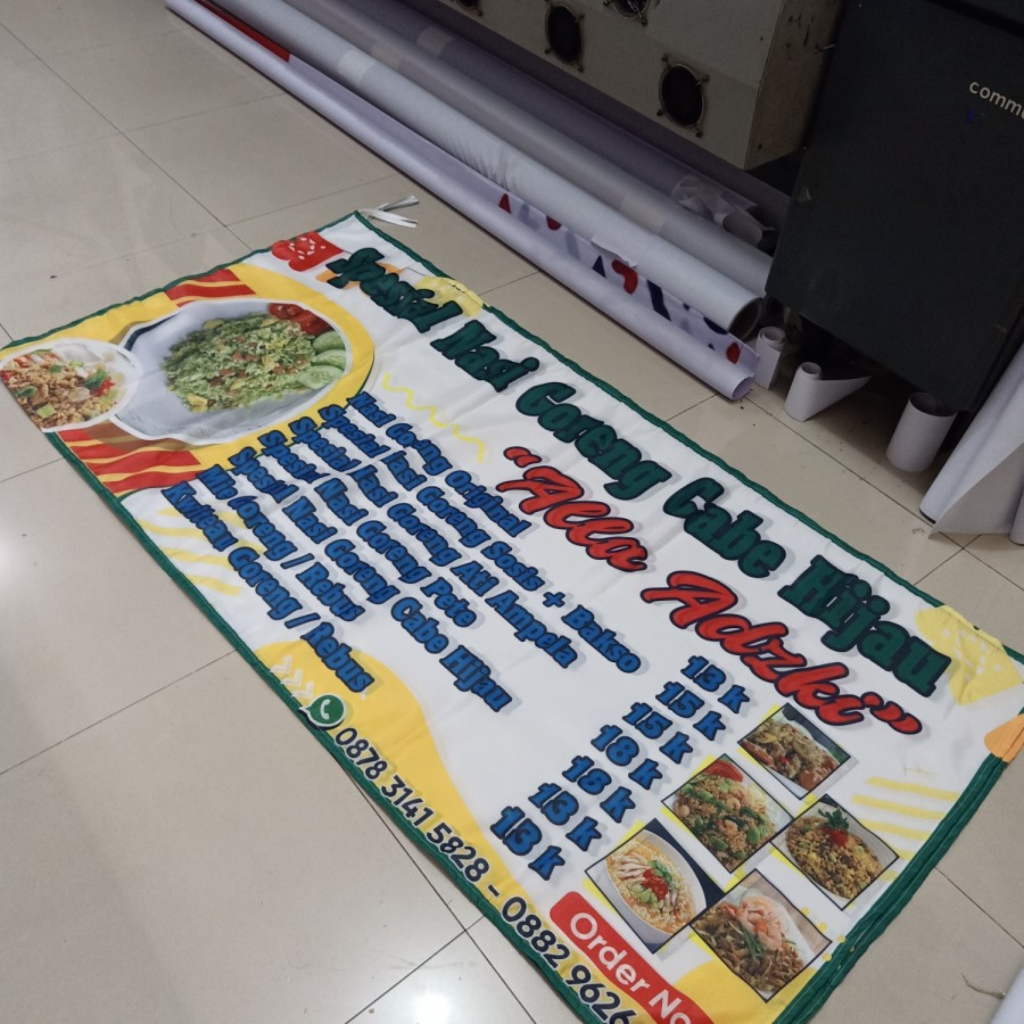 Spesial Nasi Goreng Cabe Hijau
"Alla Adzki"
Nasi Goreng Original 13 k
Spesial Nasi Goreng Sosis + Bakso 15 k
Spesial Nasi Goreng Ati Ampela 15 k
Spesial Nasi Goreng Pete 18 k
Spesial Nasi Goreng Cabe Hijau 18 k
Mie Goreng / Rebus 13 k
Kwetiau Goreng / Rebus 13 k
0878 3141 5828 - 0882 9626
Order No
comm